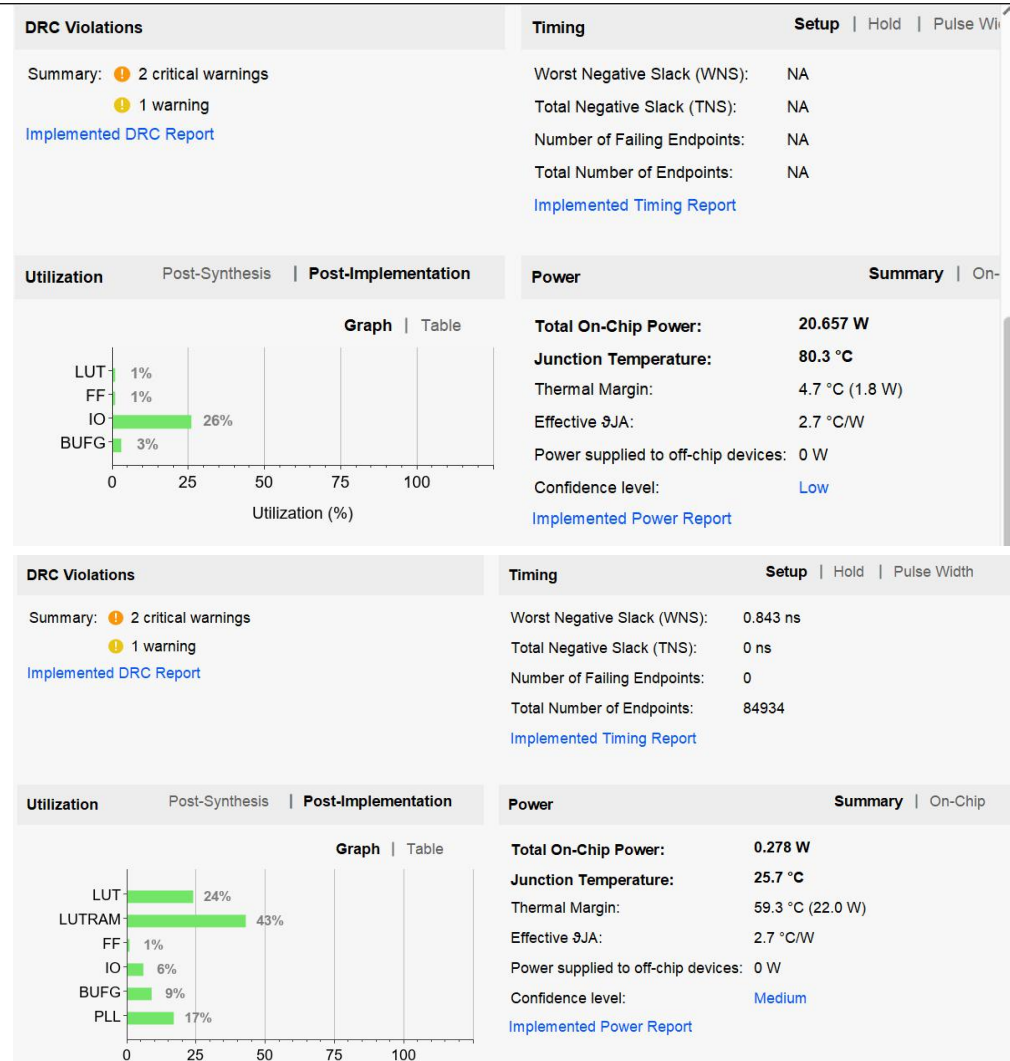 DRC Violations
Summary: 2 critical warnings
1 warning
Implemented DRC Report
Timing Setup | Hold | Pulse Wi
Worst Negative Slack (WNS): NA
Total Negative Slack (TNS): NA
Number of Failing Endpoints: NA
Total Number of Endpoints: NA
Implemented Timing Report
Utilization Post-Synthesis | Post-Implementation
Graph | Table
LUT 1%
FF 1%
IO 26%
BUFG 3%
0 25 50 75 100
Utilization (%)
Power Summary | On-
Total On-Chip Power: 20.657 W
Junction Temperature: 80.3 °C
Thermal Margin: 4.7 °C (1.8 W)
Effective ϑJA: 2.7 °C/W
Power supplied to off-chip devices: 0 W
Confidence level: Low
Implemented Power Report
DRC Violations
Summary: 2 critical warnings
1 warning
Implemented DRC Report
Timing Setup | Hold | Pulse Width
Worst Negative Slack (WNS): 0.843 ns
Total Negative Slack (TNS): 0 ns
Number of Failing Endpoints: 0
Total Number of Endpoints: 84934
Implemented Timing Report
Utilization Post-Synthesis | Post-Implementation
Graph | Table
LUT 24%
LUTRAM 43%
FF 1%
IO 6%
BUFG 9%
PLL 17%
0 25 50 75 100
Power Summary | On-Chip
Total On-Chip Power: 0.278 W
Junction Temperature: 25.7 °C
Thermal Margin: 59.3 °C (22.0 W)
Effective ϑJA: 2.7 °C/W
Power supplied to off-chip devices: 0 W
Confidence level: Medium
Implemented Power Report